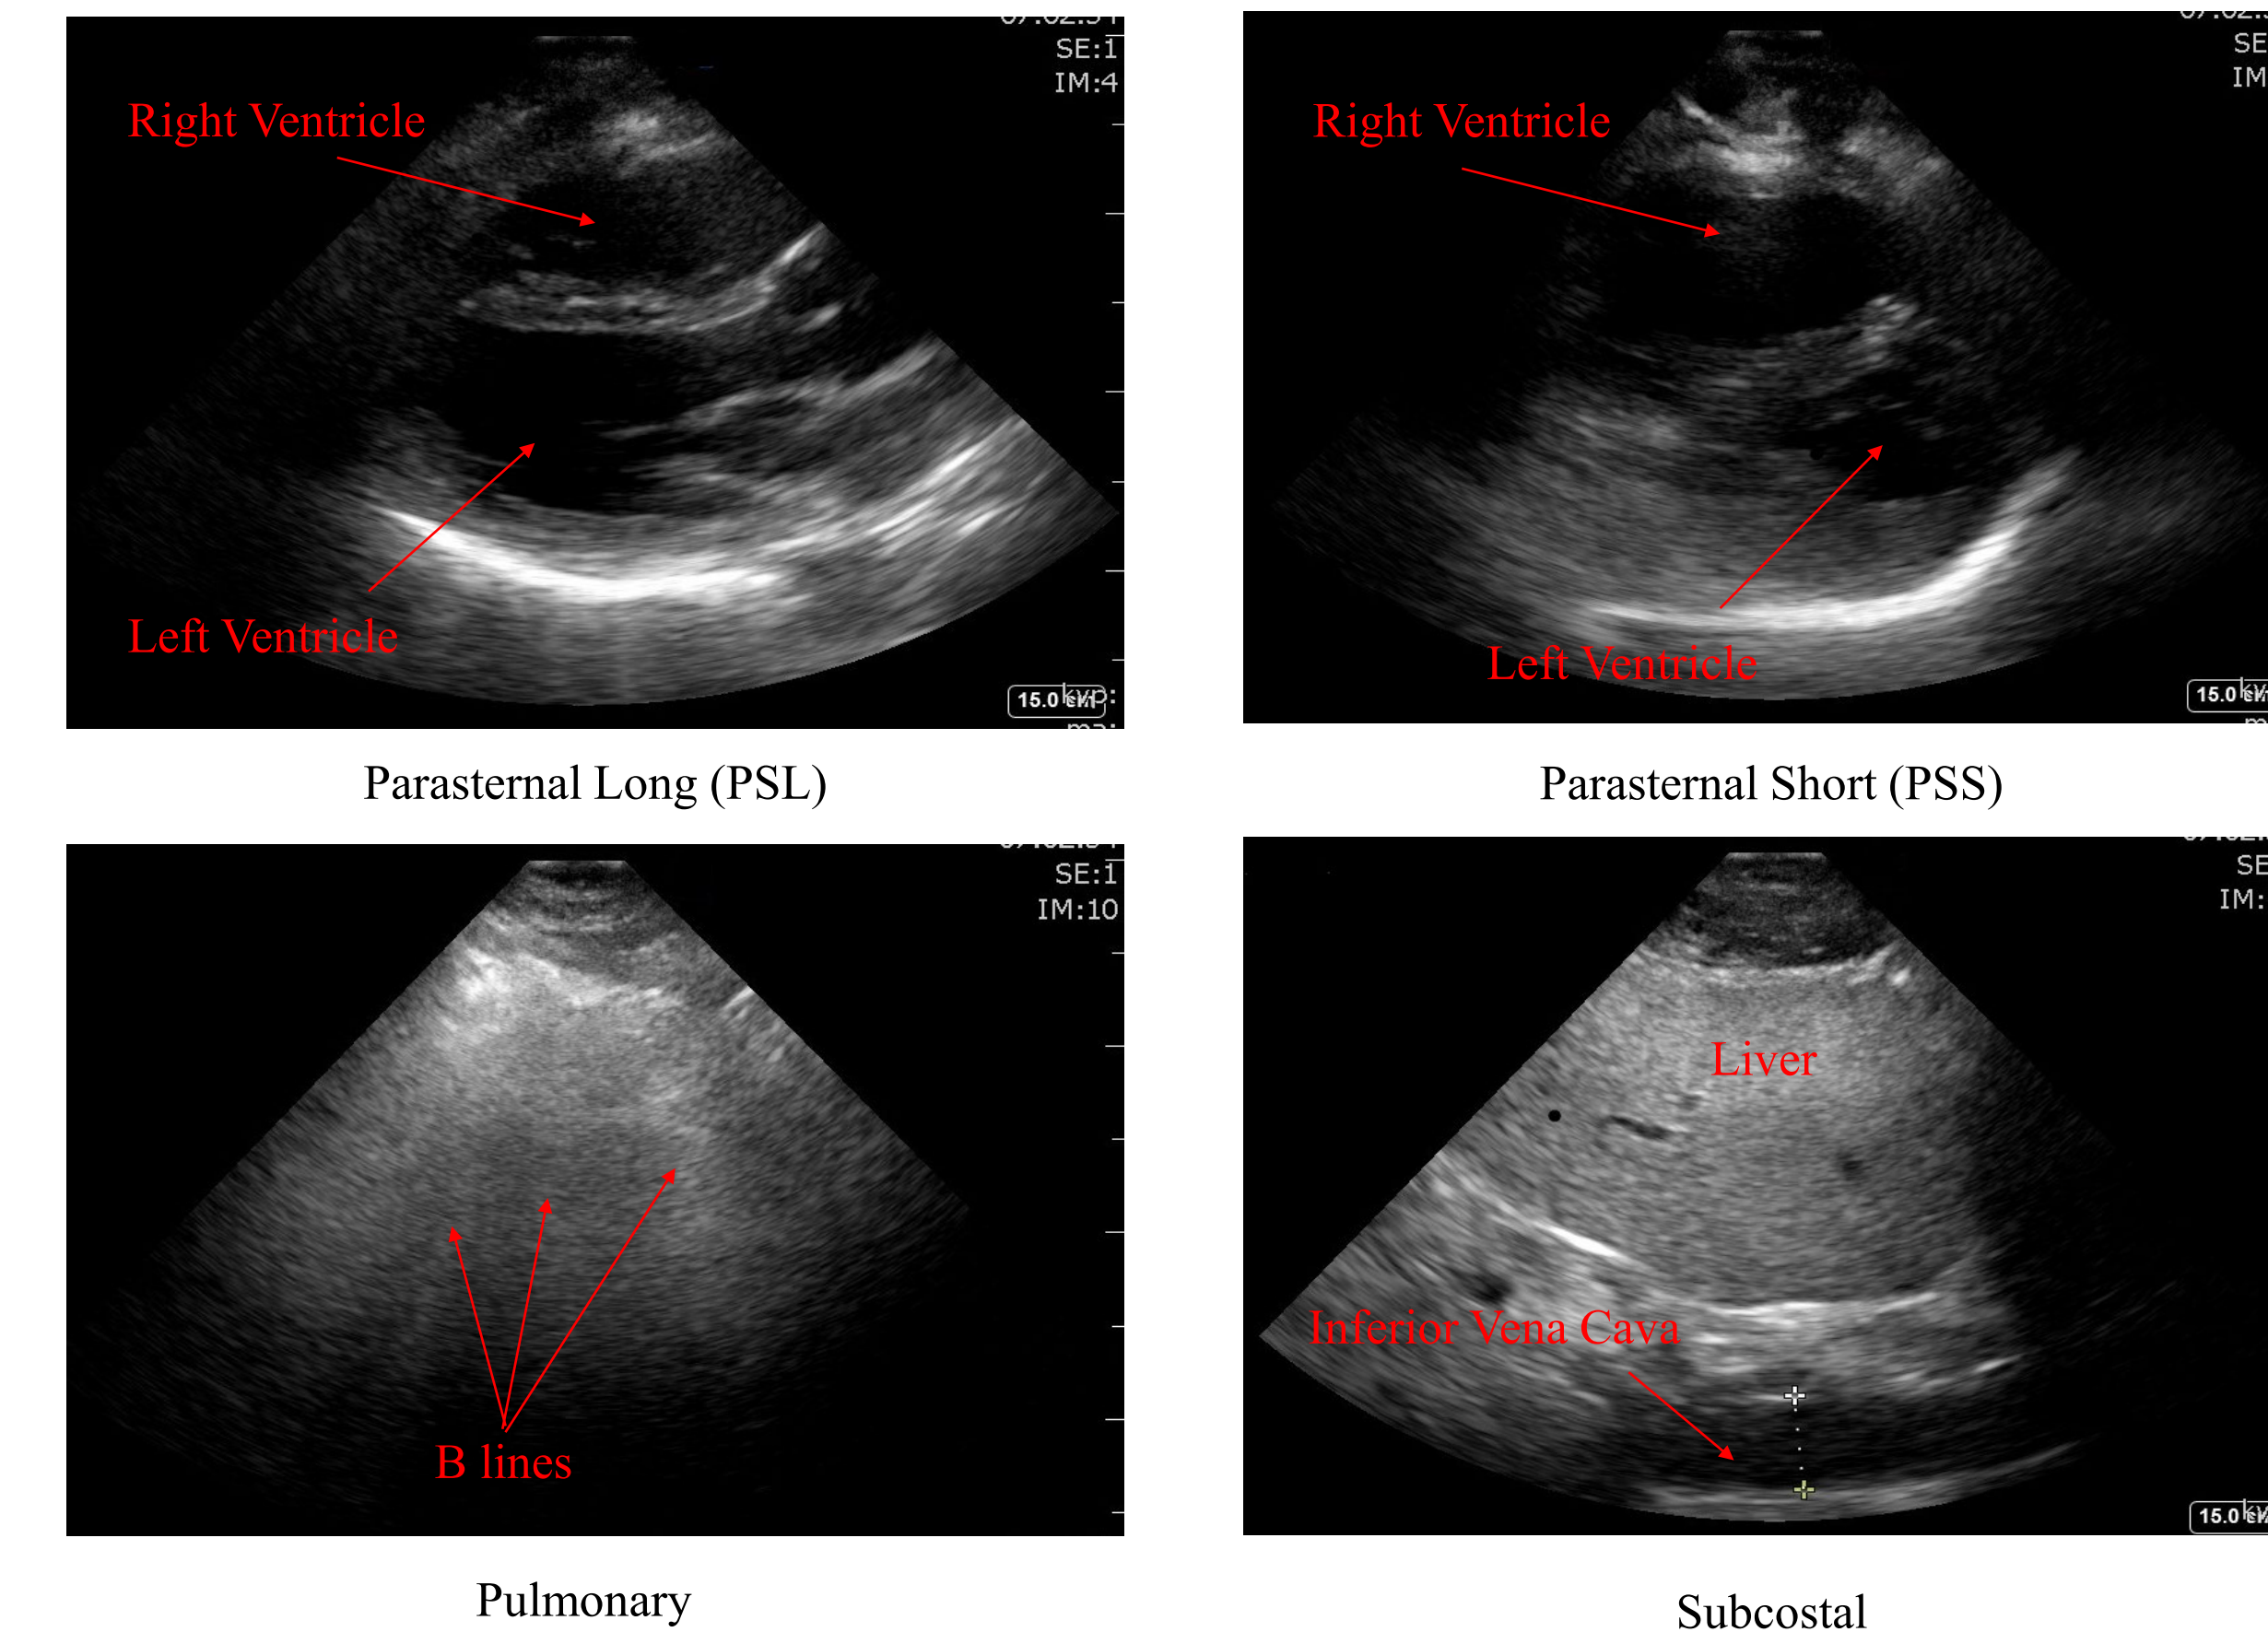 SE:1
IM:4
Right Ventricle
Left Ventricle
15.0
kvp:
Parasternal Long (PSL)
SE
IM
Right Ventricle
Left Ventricle
15.0
Parasternal Short (PSS)
SE:1
IM:10
B lines
Pulmonary
SE
IM:
Liver
Inferior Vena Cava
15.0
Subcostal